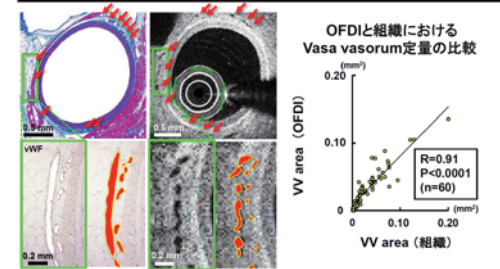 OFDIと組織における
Vasa vasorum定量の比較
0.5 mm
0.5 mm
vWF
0.2 mm
0.2 mm
(mm²)
0.20
0.10
0
VV area (OFDI)
R=0.91
P<0.0001
(n=60)
0 0.10 0.20
(mm²)
VV area (組織)